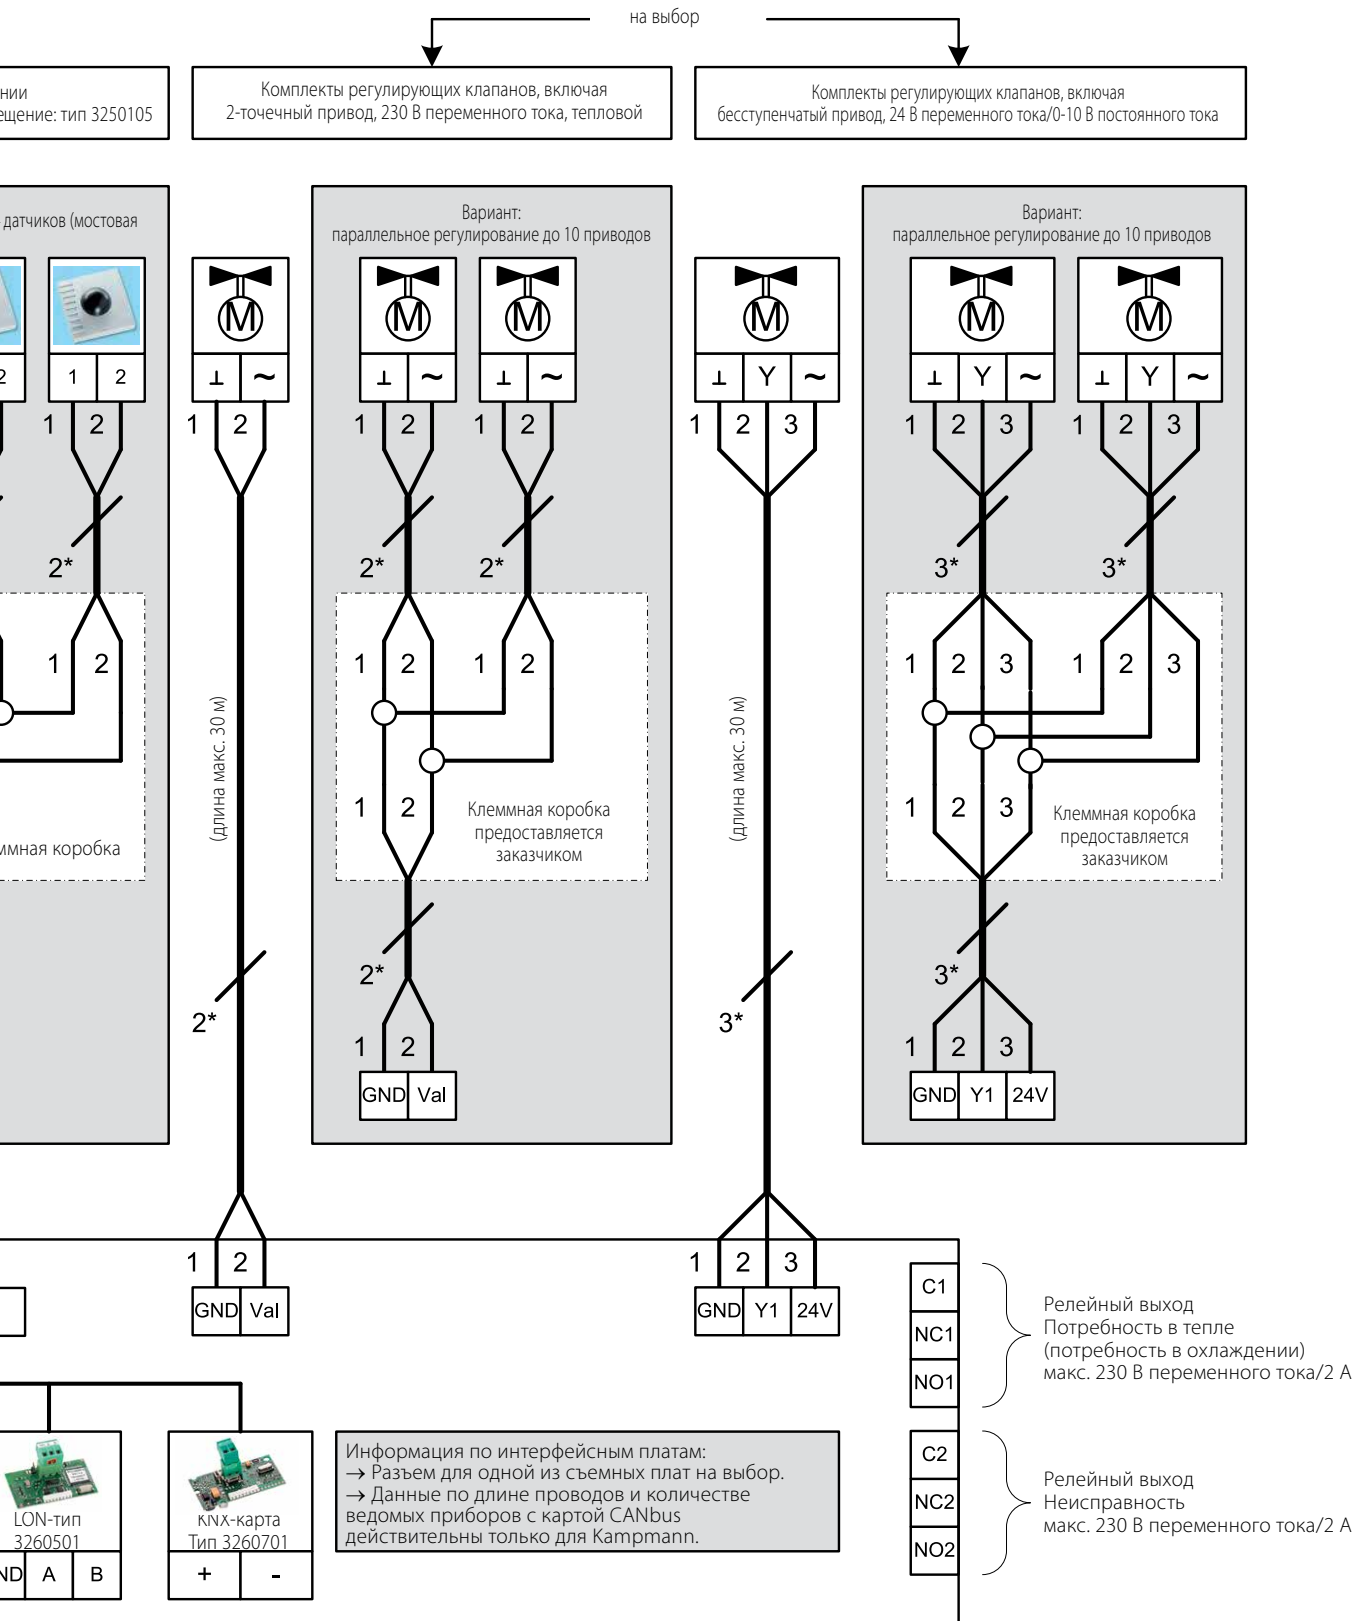 на выбор
нии
ещение: тип 3250105
Комплекты регулирующих клапанов, включая
2-точечный привод, 230 В переменного тока, тепловой
Комплекты регулирующих клапанов, включая
бесступенчатый привод, 24 В переменного тока/0-10 В постоянного тока
датчиков (мостовая
Вариант:
параллельное регулирование до 10 приводов
Вариант:
параллельное регулирование до 10 приводов
M M M M M M
2 1 2 ⊥ ~ ⊥ ~ ⊥ ~ ⊥ Y ~ ⊥ Y ~ ⊥ Y ~
1 2 1 2 1 2 1 2 1 2 3 1 2 3 1 2 3
2* 2* 2* 3* 3*
1 2 1 2 1 2 1 2 3 1 2 3
(длина макс. 30 м)
(длина макс. 30 м)
1 2 1 2 3
ммная коробка
Клеммная коробка
предоставляется
заказчиком
Клеммная коробка
предоставляется
заказчиком
2* 3*
2* 3*
1 2 1 2 3
GND Val GND Y1 24V
1 2 1 2 3
GND Val GND Y1 24V
C1
NC1
NO1
Релейный выход
Потребность в тепле
(потребность в охлаждении)
макс. 230 В переменного тока/2 А
C2
NC2
NO2
Релейный выход
Неисправность
макс. 230 В переменного тока/2 А
LON-тип
3260501
ND A B
KNX-карта
Тип 3260701
+ -
Информация по интерфейсным платам:
→ Разъем для одной из съемных плат на выбор.
→ Данные по длине проводов и количестве
ведомых приборов с картой CANbus
действительны только для Kampmann.